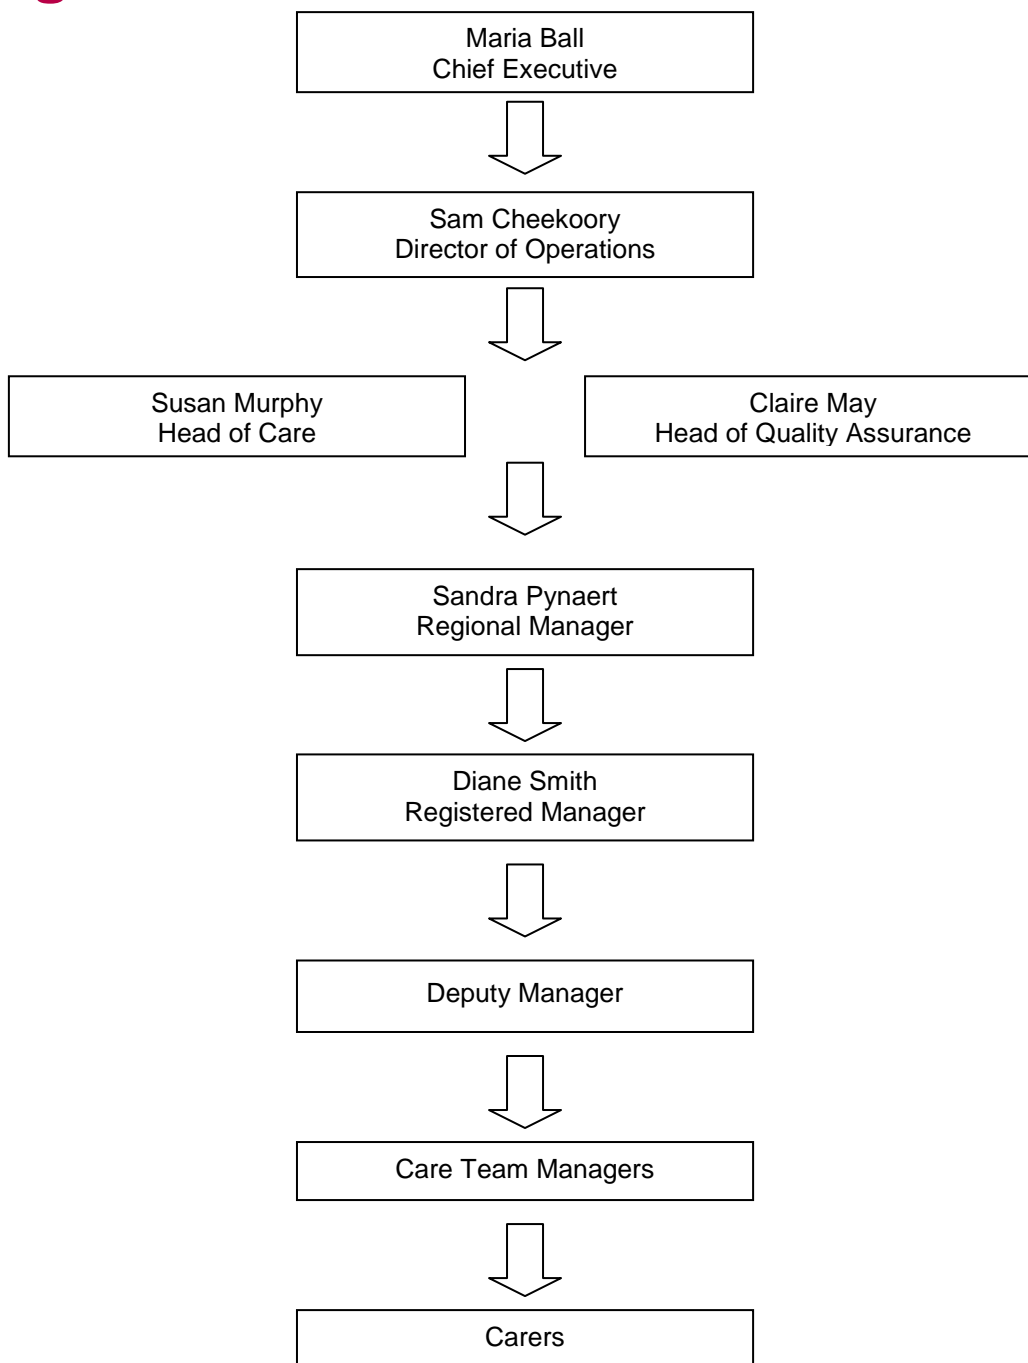 Maria Ball
Chief Executive
Sam Cheekoory
Director of Operations
Susan Murphy
Head of Care
Claire May
Head of Quality Assurance
Sandra Pynaert
Regional Manager
Diane Smith
Registered Manager
Deputy Manager
Care Team Managers
Carers